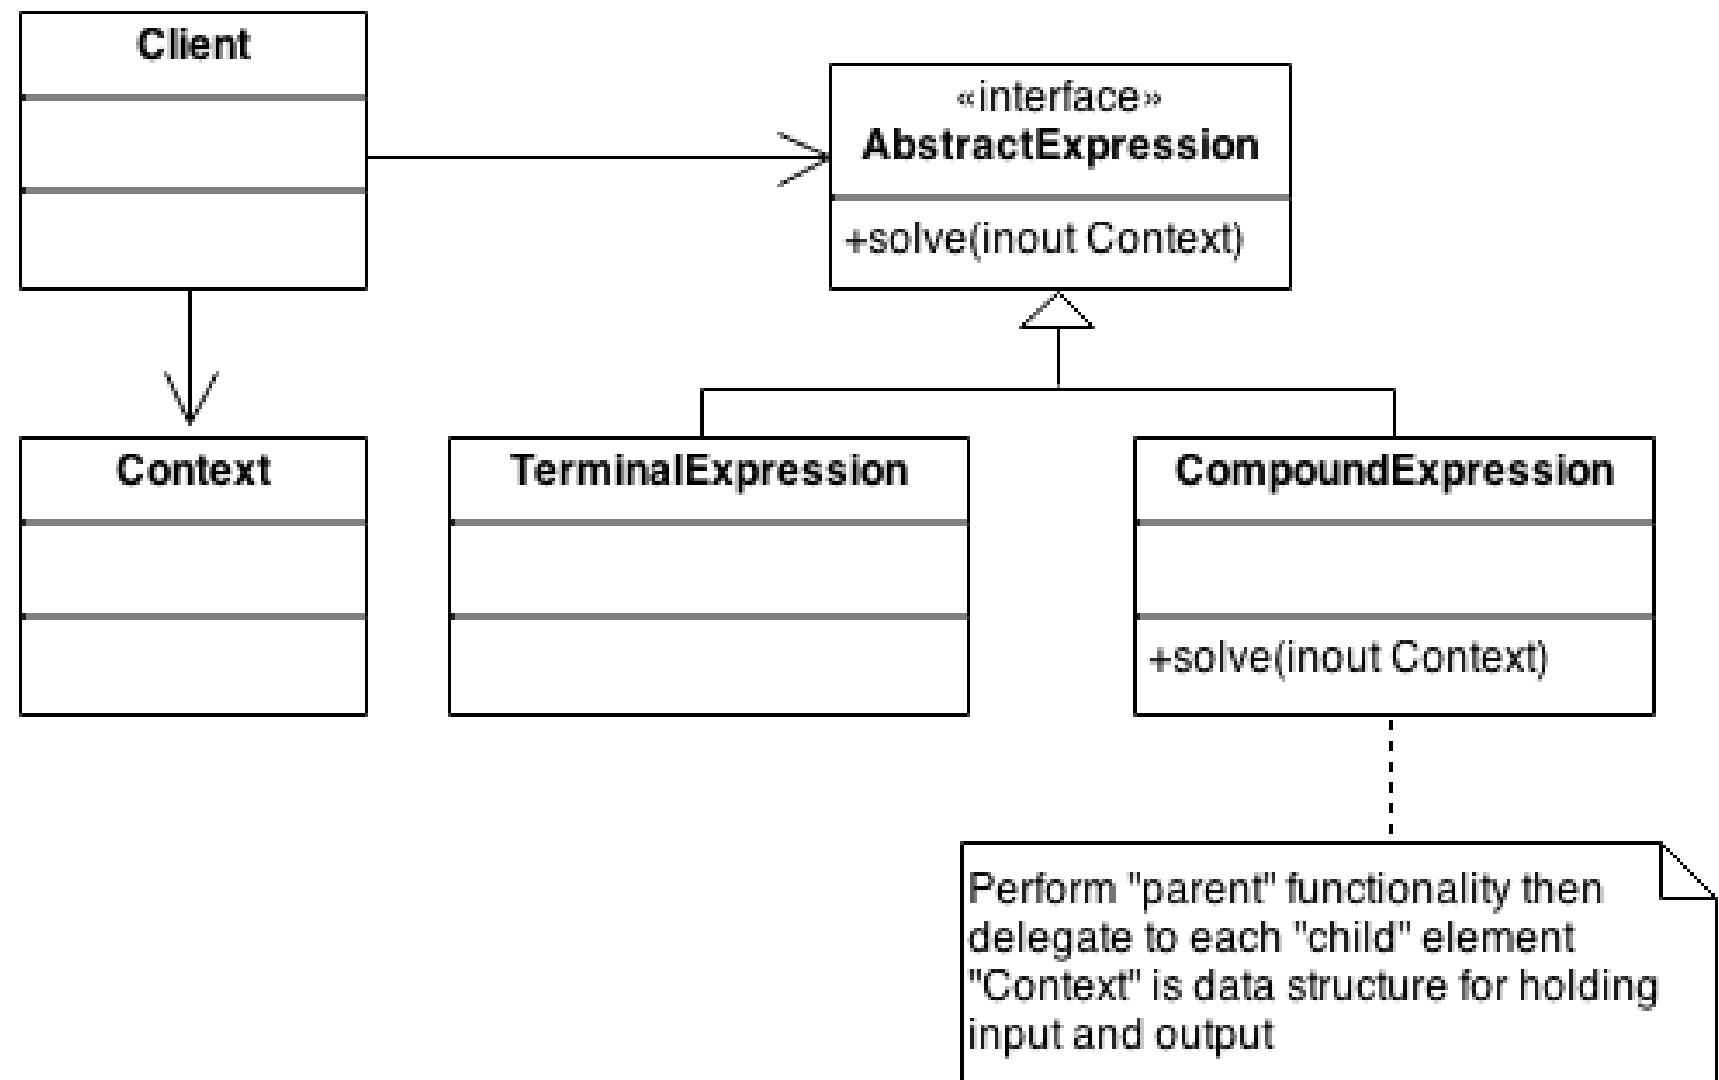 Client
«interface»
AbstractExpression
+solve(inout Context)
Context
TerminalExpression
CompoundExpression
+solve(inout Context)
Perform "parent" functionality then
delegate to each "child" element
"Context" is data structure for holding
input and output